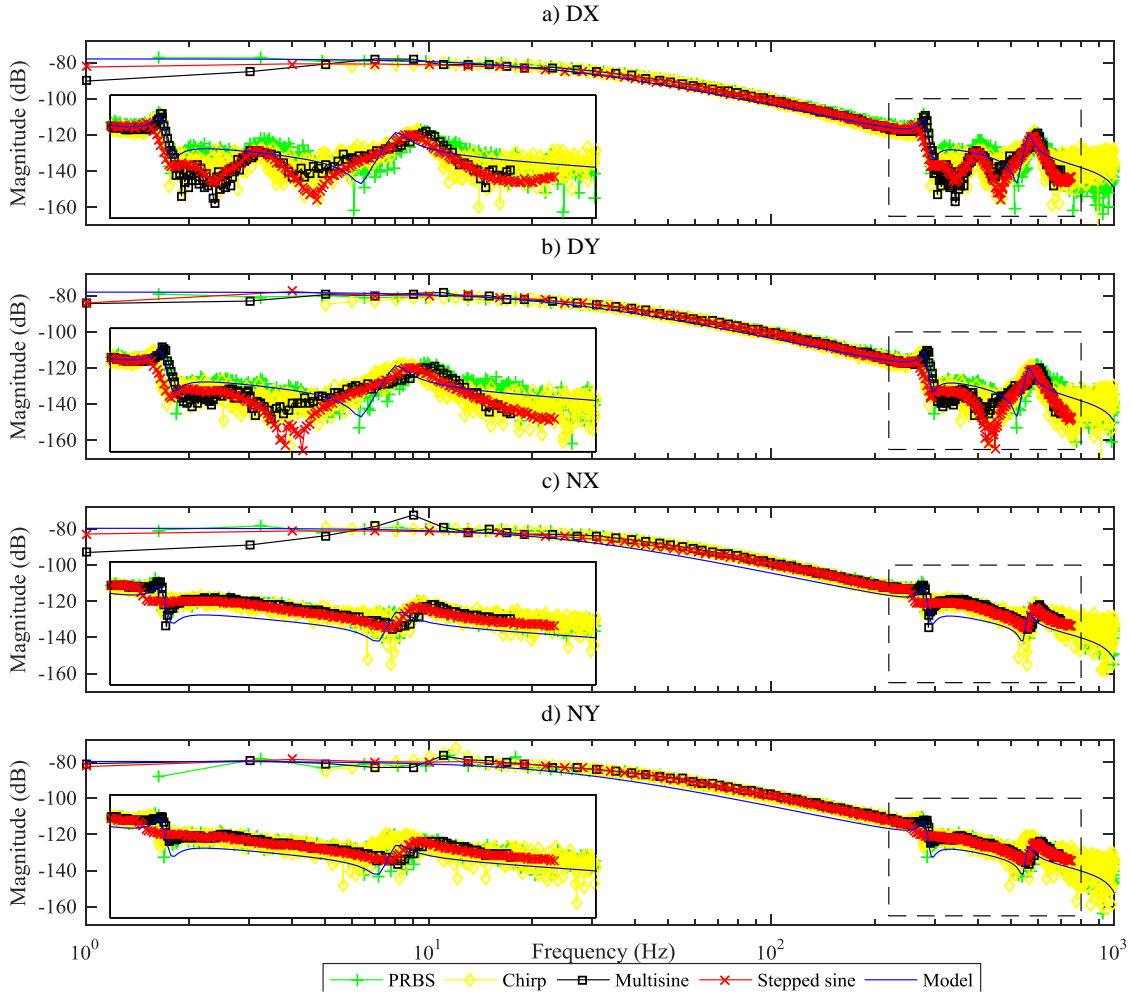 a) DX
Magnitude (dB)
-80
-100
-120
-140
-160
b) DY
Magnitude (dB)
-80
-100
-120
-140
-160
c) NX
Magnitude (dB)
-80
-100
-120
-140
-160
d) NY
Magnitude (dB)
-80
-100
-120
-140
-160
10^0
10^1
Frequency (Hz)
10^2
10^3
PRBS Chirp Multisine Stepped sine Model